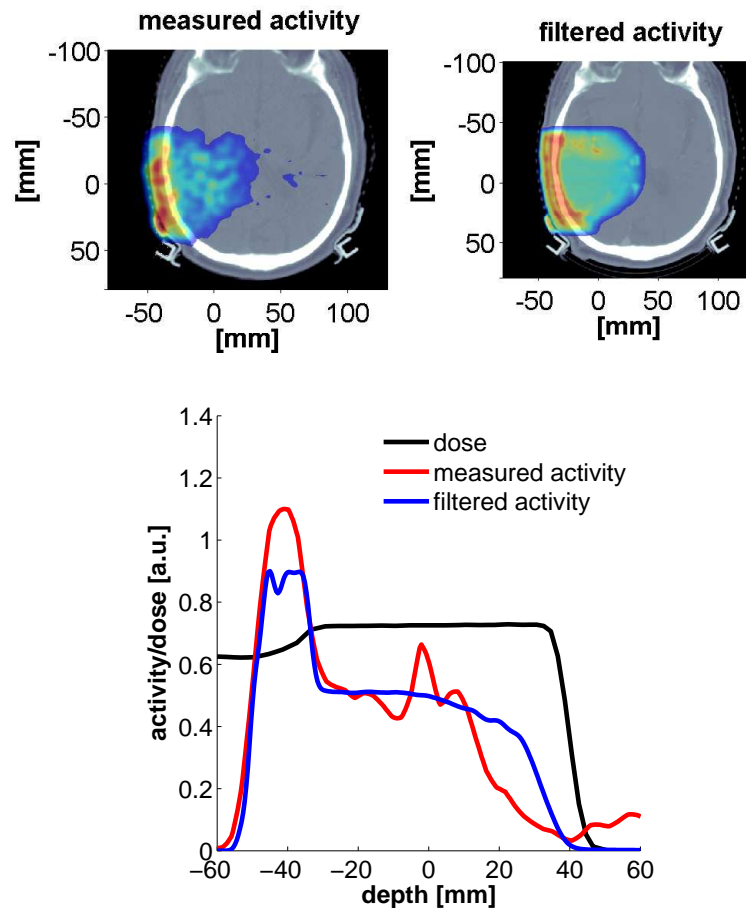 measured activity
-100
-50
0
50
[mm]
-50 0 50 100
[mm]
filtered activity
-100
-50
0
50
[mm]
-50 0 50 100
[mm]
1.4
1.2
1
0.8
0.6
0.4
0.2
0
activity/dose [a.u.]
dose
measured activity
filtered activity
−60 −40 −20 0 20 40 60
depth [mm]